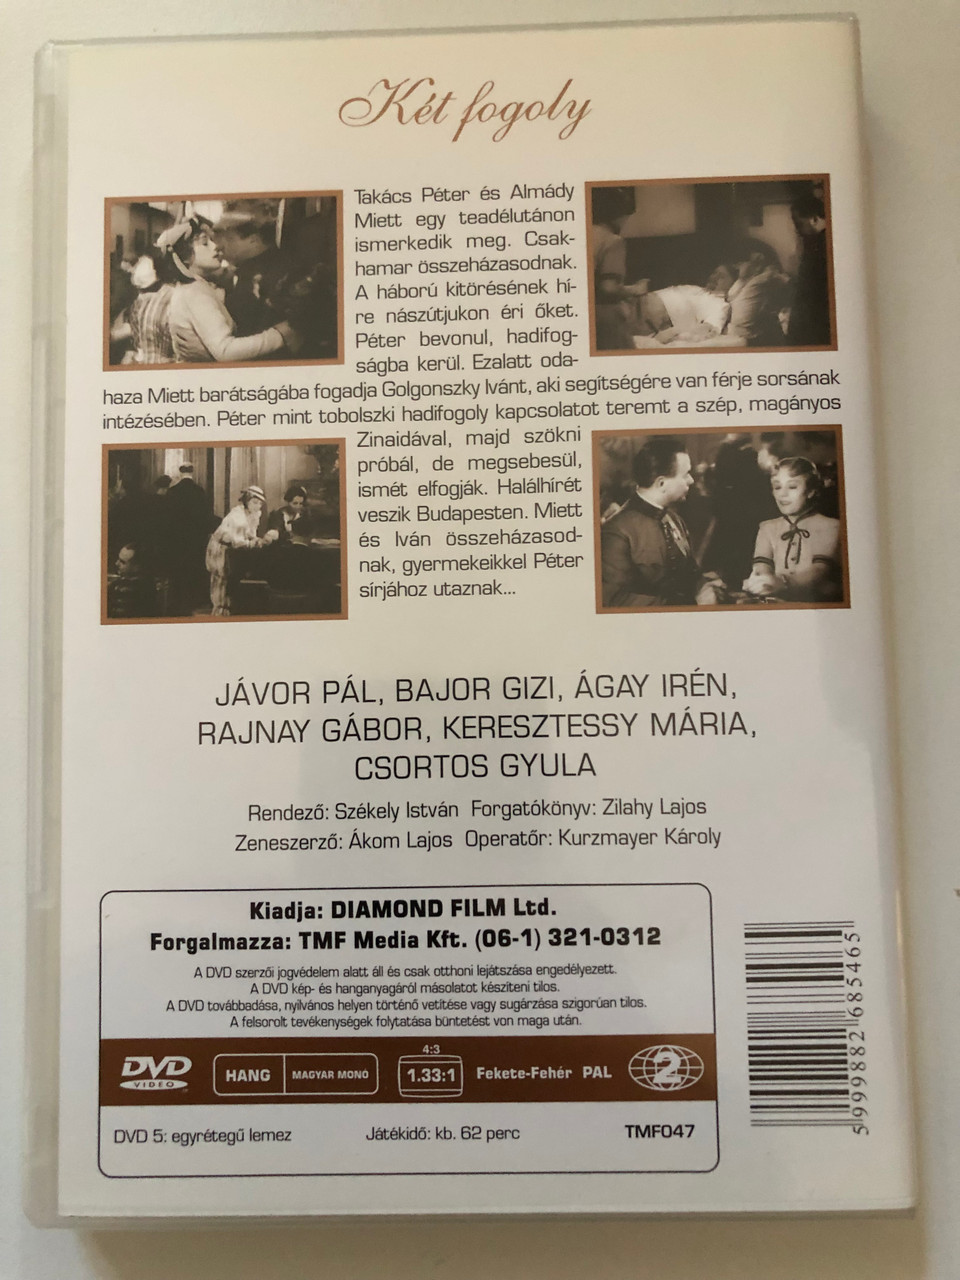 Két fogoly
Takács Péter és Almády
Miett egy teadélutánon
ismerkedik meg. Csak-
hamar összeházasodnak.
A háború kitörésének hí-
re nászútjukon éri őket.
Péter bevonul, hadifog-
ságba kerül. Ezalatt oda-
haza Miett barátságába fogadja Golgonszky Ivánt, aki segítségére van férje sorsának
intézésében. Péter mint tobolszki hadifogoly kapcsolatot teremt a szép, magányos
Zinaidával, majd szökni
próbál, de megsebesül,
ismét elfogják. Halálhírét
veszik Budapesten. Miett
és Iván összeházasod-
nak, gyermekeikkel Péter
sírjához utaznak...
JÁVOR PÁL, BAJOR GIZI, ÁGAY IRÉN,
RAJNAY GÁBOR, KERESZTESSY MÁRIA,
CSORTOS GYULA
Rendező: Székely István Forgatókönyv: Zilahy Lajos
Zeneszerző: Ákom Lajos Operatőr: Kurzmayer Károly
Kiadja: DIAMOND FILM Ltd.
Forgalmazza: TMF Media Kft. (06-1) 321-0312
A DVD szerzői jogvédelem alatt áll és csak otthoni lejátszása engedélyezett.
A DVD kép- és hanganyagáról másolatot készíteni tilos.
A DVD továbbadása, nyilvános helyen történő vetítése vagy sugárzása szigorúan tilos.
A felsorolt tevékenységek folytatása büntetést von maga után.
DVD VIDEO
HANG MAGYAR MONO
4:3
1.33:1
Fekete-Fehér PAL
2
DVD 5: egyrétegű lemez Játékidő: kb. 62 perc TMF047
5 999882 685465